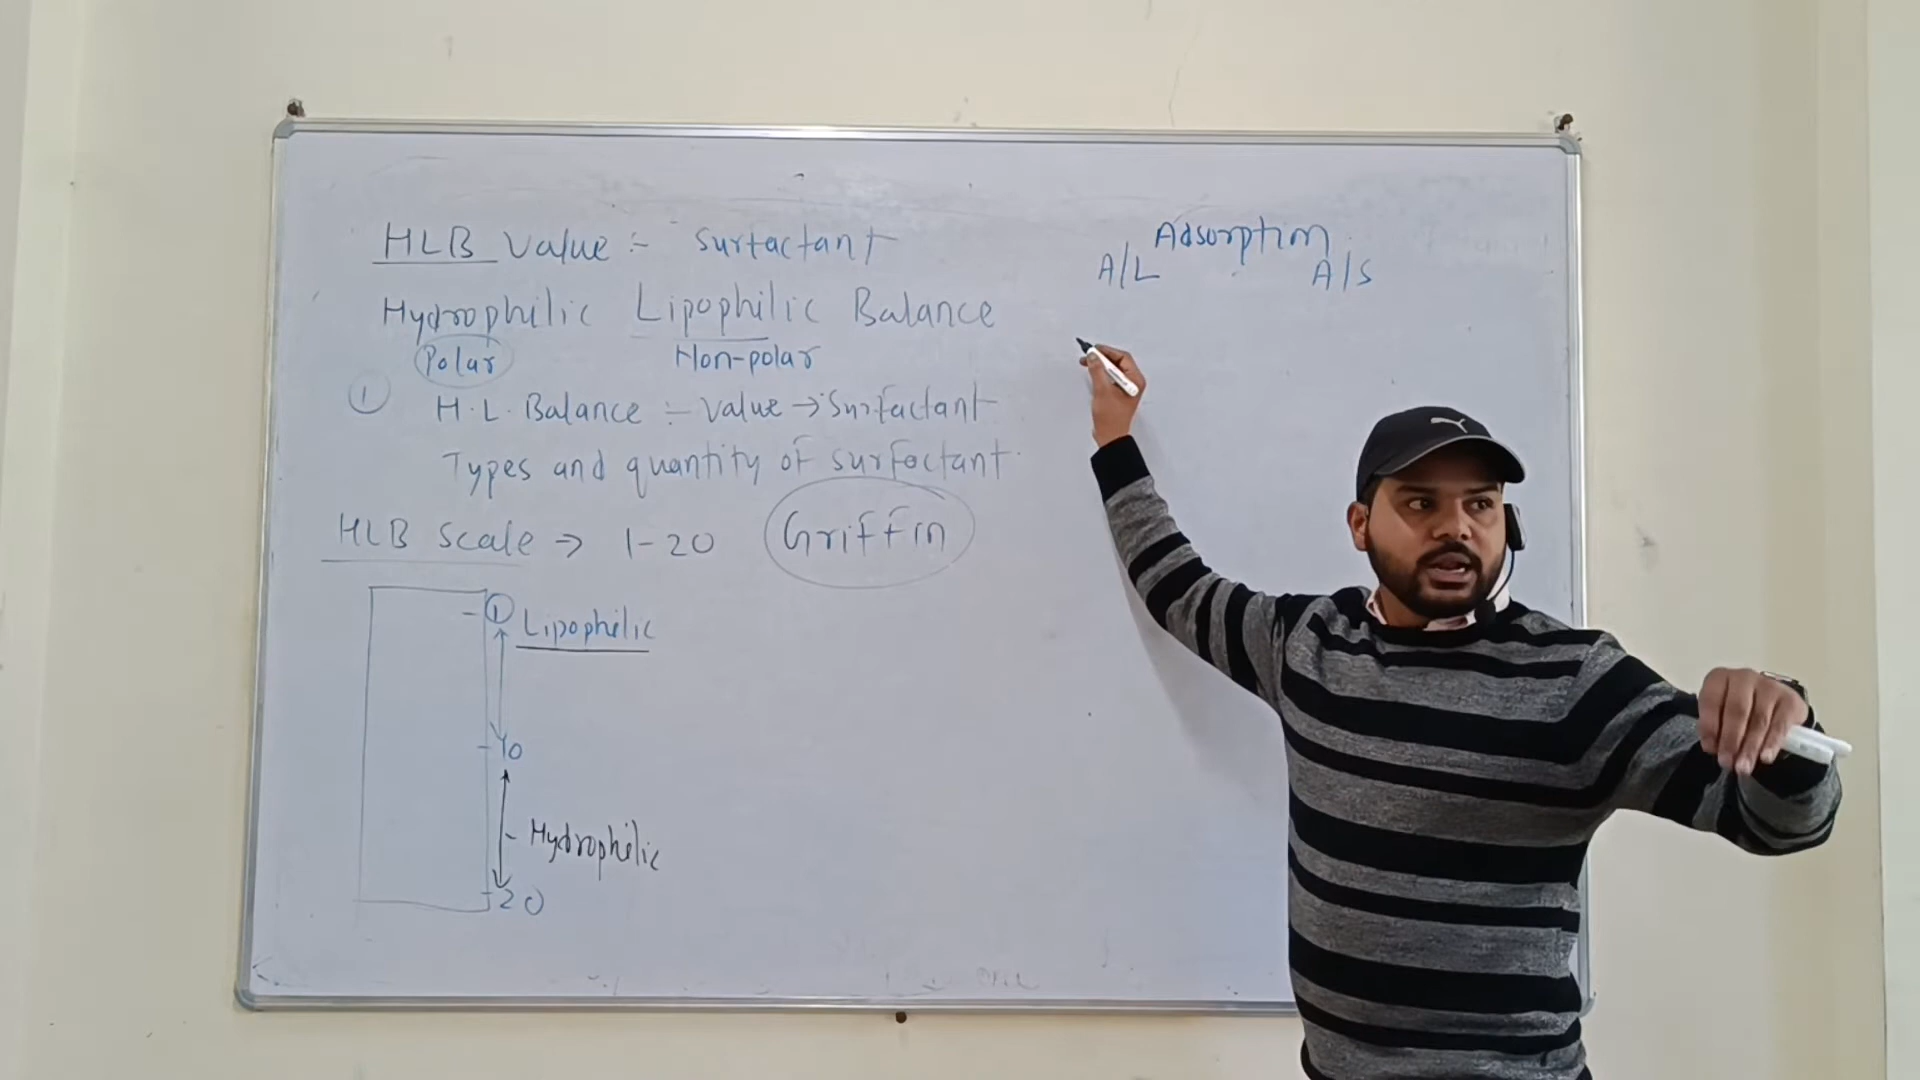 HLB Value :- Surfactant
Hydrophilic Lipophilic Balance
Polar Non-polar
1 H.L. Balance :- Value → Surfactant
Types and quantity of surfactant.
HLB Scale → 1-20 Griffin
1 Lipophilic
10
Hydrophilic
20
Adsorption
A/L A/S